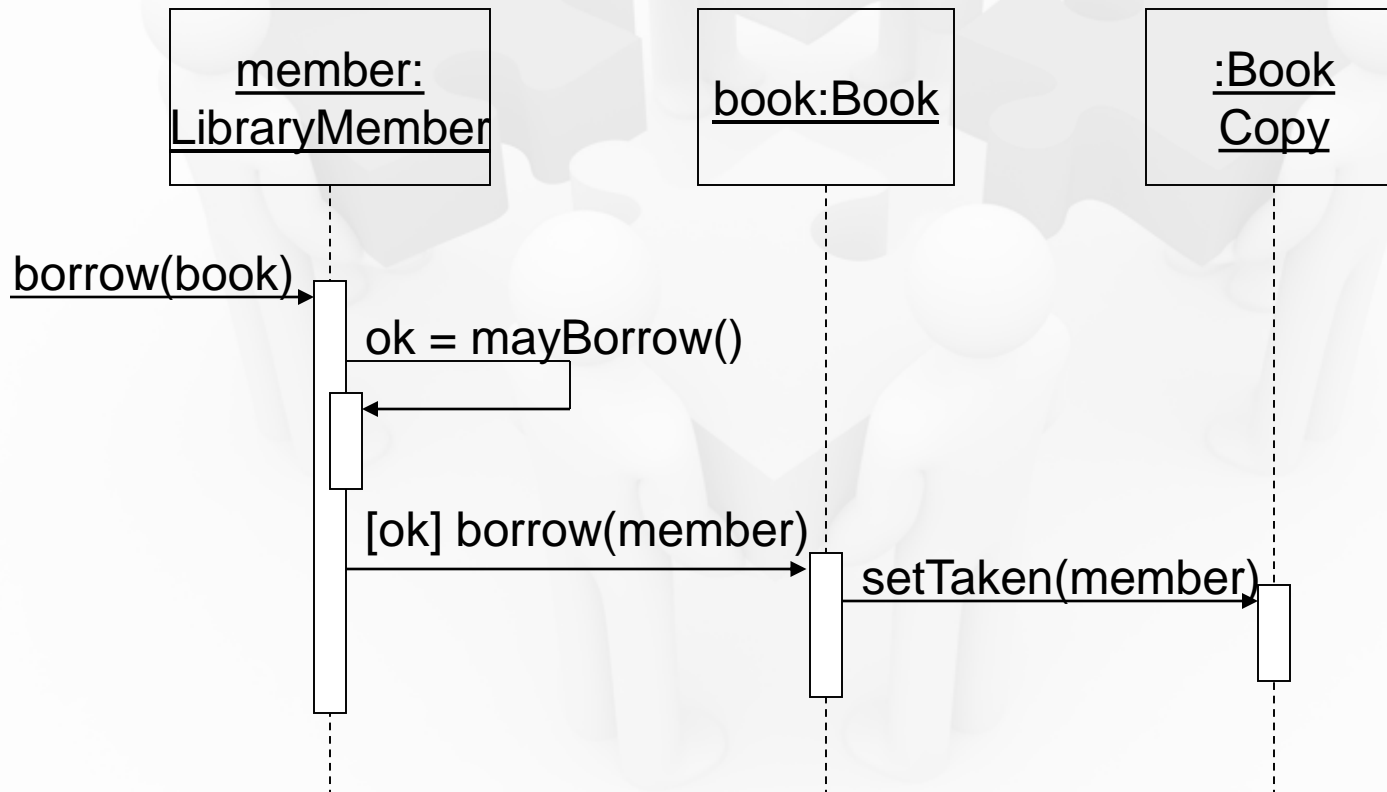 member:
LibraryMember
book:Book
:Book
Copy
borrow(book)
ok = mayBorrow()
[ok] borrow(member)
setTaken(member)